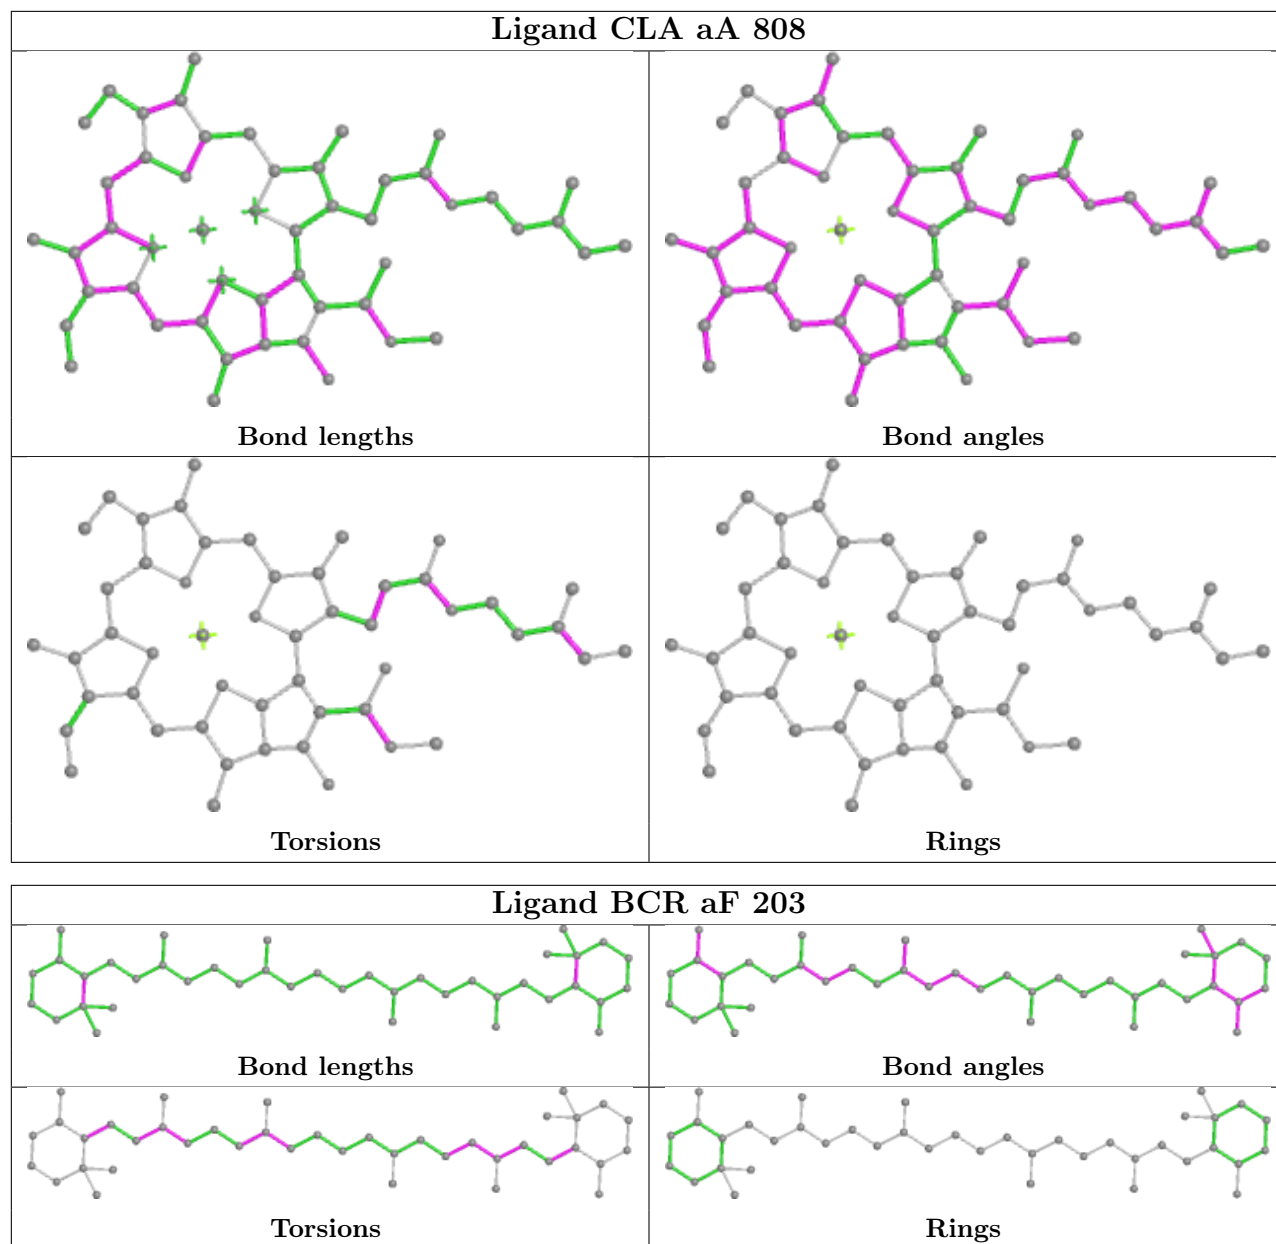 Ligand CLA aA 808
Bond lengths
Bond angles
Torsions
Rings
Ligand BCR aF 203
Bond lengths
Bond angles
Torsions
Rings